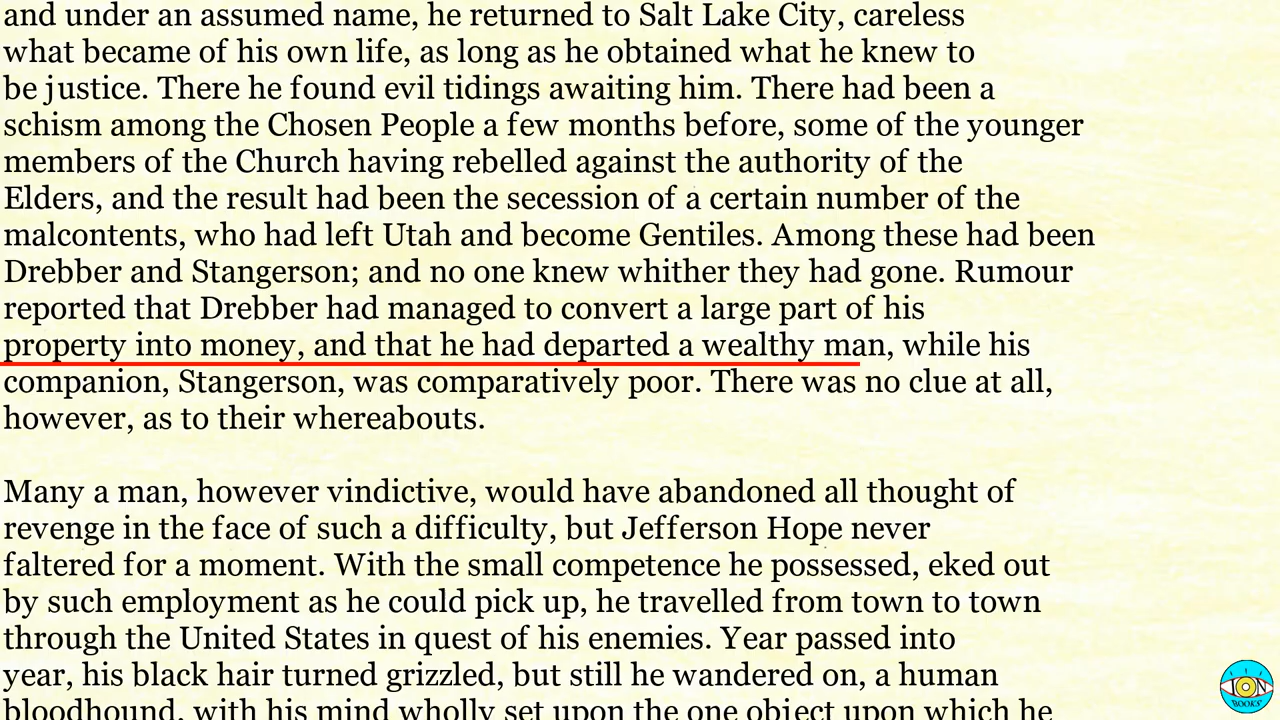 and under an assumed name, he returned to Salt Lake City, careless
what became of his own life, as long as he obtained what he knew to
be justice. There he found evil tidings awaiting him. There had been a
schism among the Chosen People a few months before, some of the younger
members of the Church having rebelled against the authority of the
Elders, and the result had been the secession of a certain number of the
malcontents, who had left Utah and become Gentiles. Among these had been
Drebber and Stangerson; and no one knew whither they had gone. Rumour
reported that Drebber had managed to convert a large part of his
property into money, and that he had departed a wealthy man, while his
companion, Stangerson, was comparatively poor. There was no clue at all,
however, as to their whereabouts.
Many a man, however vindictive, would have abandoned all thought of
revenge in the face of such a difficulty, but Jefferson Hope never
faltered for a moment. With the small competence he possessed, eked out
by such employment as he could pick up, he travelled from town to town
through the United States in quest of his enemies. Year passed into
year, his black hair turned grizzled, but still he wandered on, a human
bloodhound, with his mind wholly set upon the one object upon which he
ION
BOOKS